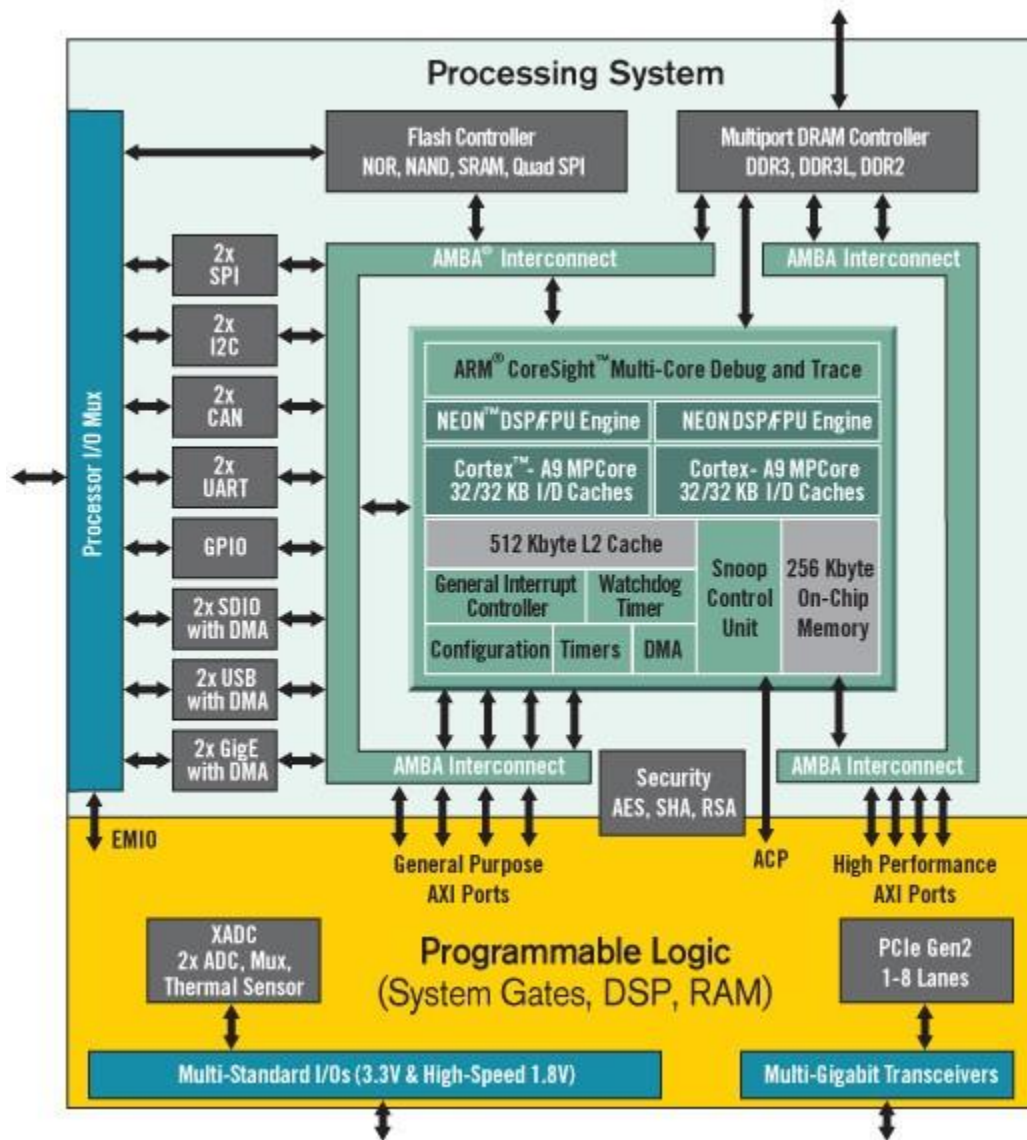 Processing System
Flash Controller
NOR, NAND, SRAM, Quad SPI
Multiport DRAM Controller
DDR3, DDR3L, DDR2
Processor I/O Mux
2x
SPI
2x
I2C
2x
CAN
2x
UART
GPIO
2x SDIO
with DMA
2x USB
with DMA
2x GigE
with DMA
AMBA® Interconnect
AMBA Interconnect
ARM® CoreSight™ Multi-Core Debug and Trace
NEON™ DSP/FPU Engine
NEON DSP/FPU Engine
Cortex™- A9 MPCore
32/32 KB I/D Caches
Cortex- A9 MPCore
32/32 KB I/D Caches
512 Kbyte L2 Cache
General Interrupt
Controller
Watchdog
Timer
Configuration
Timers
DMA
Snoop
Control
Unit
256 Kbyte
On-Chip
Memory
AMBA Interconnect
Security
AES, SHA, RSA
AMBA Interconnect
EMIO
General Purpose
AXI Ports
ACP
High Performance
AXI Ports
XADC
2x ADC, Mux,
Thermal Sensor
Programmable Logic
(System Gates, DSP, RAM)
PCIe Gen2
1-8 Lanes
Multi-Standard I/Os (3.3V & High-Speed 1.8V)
Multi-Gigabit Transceivers